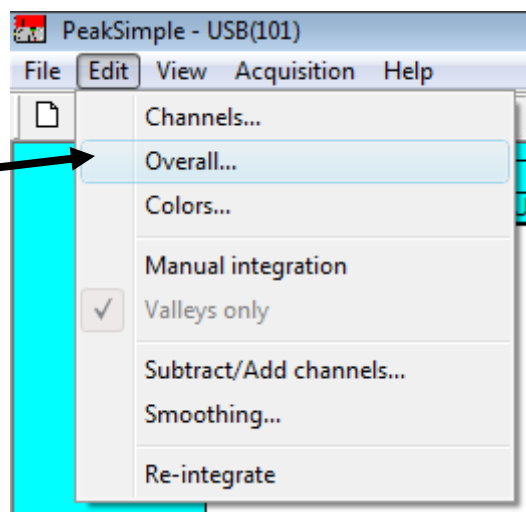 PeakSimple - USB(101)
File Edit View Acquisition Help
Channels...
Overall...
Colors...
Manual integration
Valleys only
Subtract/Add channels...
Smoothing...
Re-integrate